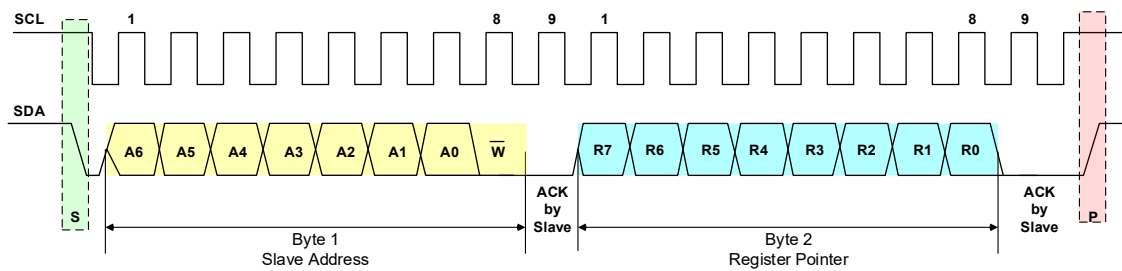 SCL 1 8 9 1 8 9
SDA
A6 A5 A4 A3 A2 A1 A0 W̅ R7 R6 R5 R4 R3 R2 R1 R0
S ACK by Slave ACK by Slave P
Byte 1 Byte 2
Slave Address Register Pointer